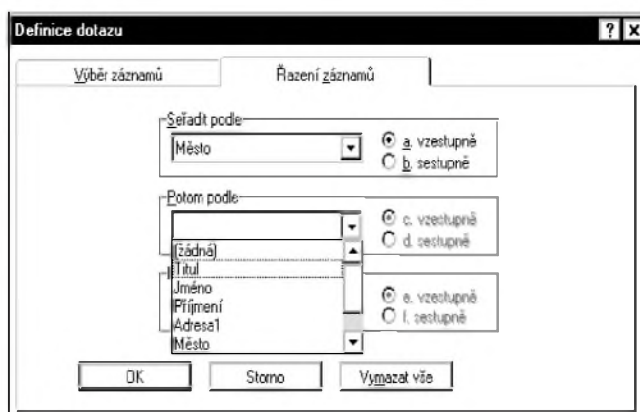 Definice dotazu
Výběr záznamů
Řazení záznamů
Seřadit podle
Město
a. vzestupně
b. sestupně
Potom podle
c. vzestupně
d. sestupně
(žádná)
Titul
Jméno
Příjmení
Adresa1
Město
e. vzestupně
f. sestupně
OK
Storno
Vymazat vše